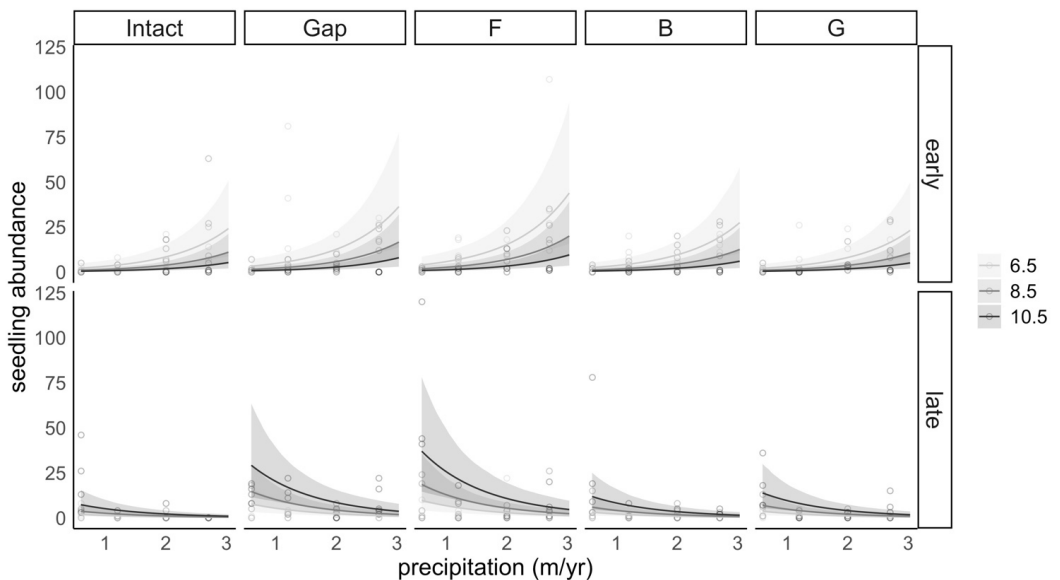 Intact Gap F B G
125
100
75
50
25
0
early
125
100
75
50
25
0
late
seedling abundance
1 2 3 1 2 3 1 2 3 1 2 3 1 2 3
precipitation (m/yr)
6.5
8.5
10.5